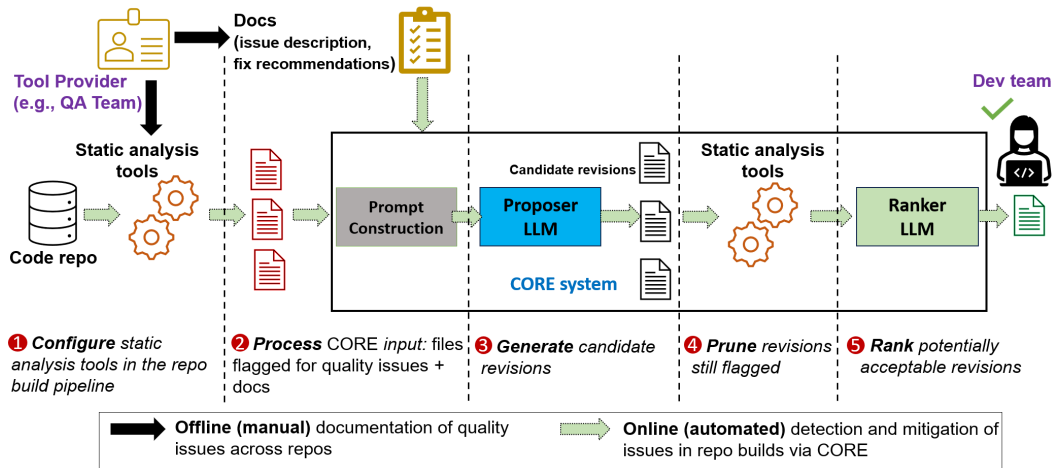 Docs
(issue description,
fix recommendations)
Tool Provider
(e.g., QA Team)
Dev team
Static analysis
tools
Code repo
Prompt
Construction
Candidate revisions
Proposer
LLM
CORE system
Static analysis
tools
Ranker
LLM
</>
1 Configure static
analysis tools in the repo
build pipeline
2 Process CORE input: files
flagged for quality issues +
docs
3 Generate candidate
revisions
4 Prune revisions
still flagged
5 Rank potentially
acceptable revisions
Offline (manual) documentation of quality
issues across repos
Online (automated) detection and mitigation of
issues in repo builds via CORE